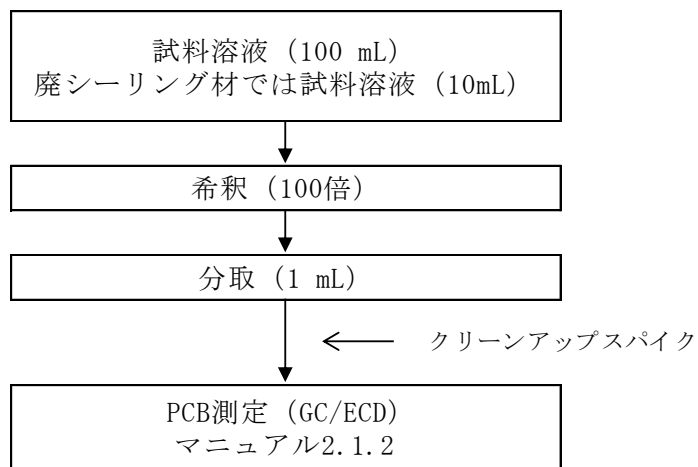 試料溶液（100 mL）
廃シーリング材では試料溶液（10mL）
希釈（100倍）
分取（1 mL）
クリーンアップスパイク
PCB測定（GC/ECD）
マニュアル2.1.2